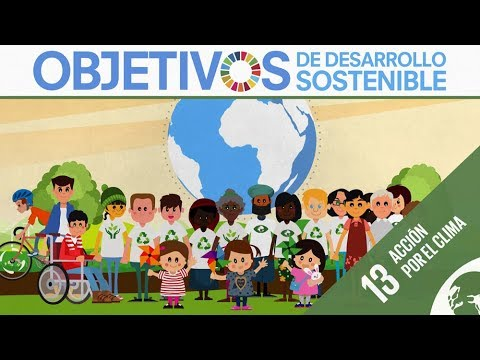 OBJETIVOS
DE DESARROLLO
SOSTENIBLE
13 ACCIÓN
POR EL CLIMA